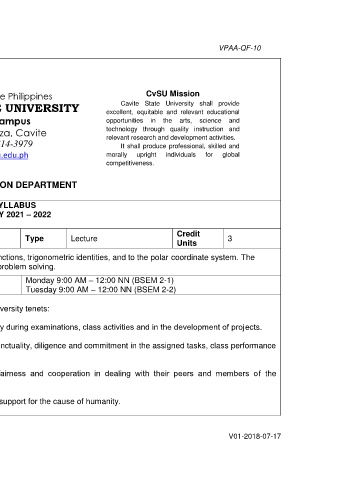 VPAA-QF-10
e Philippines
UNIVERSITY
ampus
za, Cavite
14-3979
.edu.ph
CvSU Mission
Cavite State University shall provide
excellent, equitable and relevant educational
opportunities in the arts, science and
technology through quality instruction and
relevant research and development activities.
It shall produce professional, skilled and
morally upright individuals for global
competitiveness.
ON DEPARTMENT
YLLABUS
Y 2021 – 2022
Type
Lecture
Credit
Units
3
nctions, trigonometric identities, and to the polar coordinate system. The
roblem solving.
Monday 9:00 AM – 12:00 NN (BSEM 2-1)
Tuesday 9:00 AM – 12:00 NN (BSEM 2-2)
versity tenets:
y during examinations, class activities and in the development of projects.
nctuality, diligence and commitment in the assigned tasks, class performance
airness and cooperation in dealing with their peers and members of the
support for the cause of humanity.
V01-2018-07-17